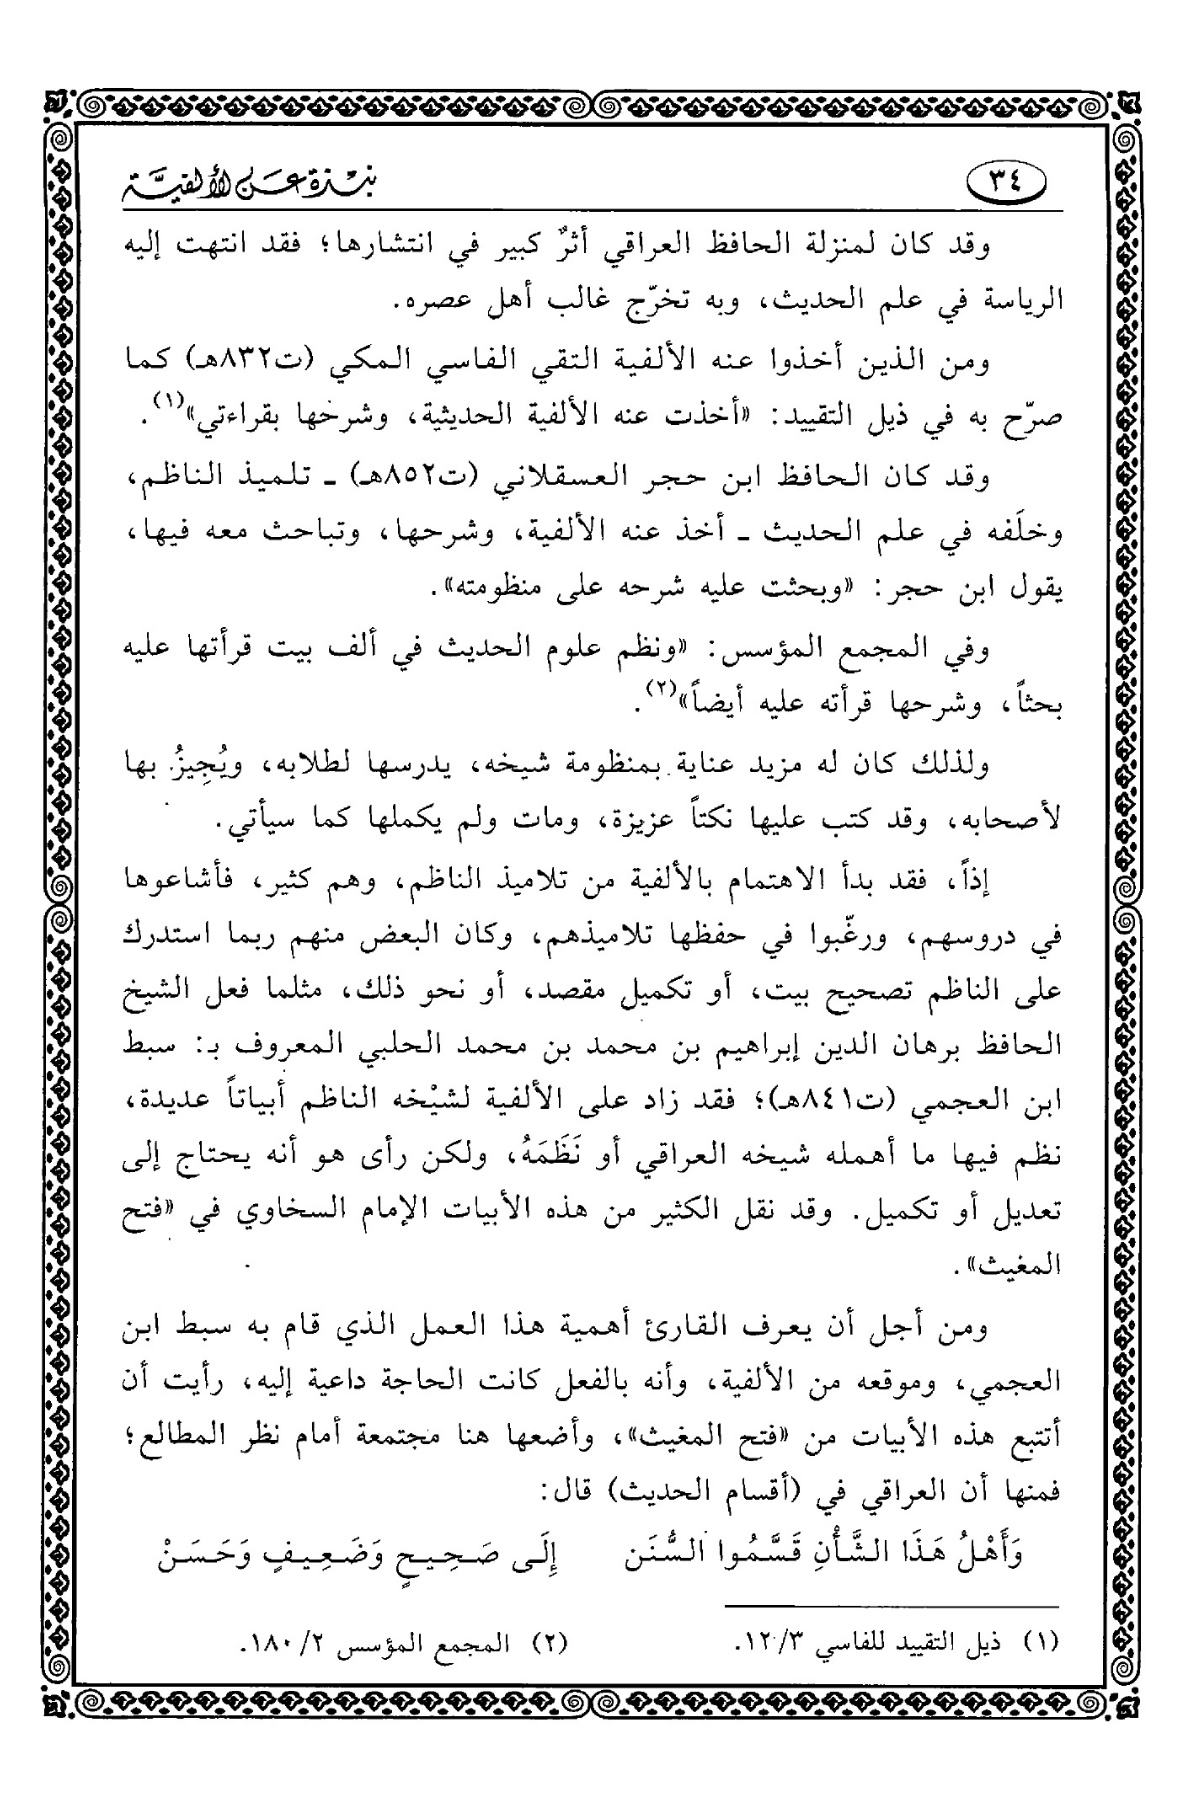 ٣٤
نبذة عن الألفية
وقد كان لمنزلة الحافظ العراقي أثرٌ كبير في انتشارها؛ فقد انتهت إليه
الرياسة في علم الحديث، وبه تخرّج غالب أهل عصره.
ومن الذين أخذوا عنه الألفية التقي الفاسي المكي (ت٨٣٢هـ) كما
صرّح به في ذيل التقييد: «أخذت عنه الألفية الحديثية، وشرحها بقراءتي»(١).
وقد كان الحافظ ابن حجر العسقلاني (ت٨٥٢هـ) ـ تلميذ الناظم،
وخلَفه في علم الحديث ـ أخذ عنه الألفية، وشرحها، وتباحث معه فيها،
يقول ابن حجر: «وبحثت عليه شرحه على منظومته».
وفي المجمع المؤسس: «ونظم علوم الحديث في ألف بيت قرأتها عليه
بحثاً، وشرحها قرأته عليه أيضاً»(٢).
ولذلك كان له مزيد عناية بمنظومة شيخه، يدرسها لطلابه، ويُجِيزُ بها
لأصحابه، وقد كتب عليها نكتاً عزيزة، ومات ولم يكملها كما سيأتي.
إذاً، فقد بدأ الاهتمام بالألفية من تلاميذ الناظم، وهم كثير، فأشاعوها
في دروسهم، ورغّبوا في حفظها تلاميذهم، وكان البعض منهم ربما استدرك
على الناظم تصحيح بيت، أو تكميل مقصد، أو نحو ذلك، مثلما فعل الشيخ
الحافظ برهان الدين إبراهيم بن محمد بن محمد الحلبي المعروف بـ: سبط
ابن العجمي (ت٨٤١هـ)؛ فقد زاد على الألفية لشيْخه الناظم أبياتاً عديدة،
نظم فيها ما أهمله شيخه العراقي أو نَظَمَهُ، ولكن رأى هو أنه يحتاج إلى
تعديل أو تكميل. وقد نقل الكثير من هذه الأبيات الإمام السخاوي في «فتح
المغيث».
ومن أجل أن يعرف القارئ أهمية هذا العمل الذي قام به سبط ابن
العجمي، وموقعه من الألفية، وأنه بالفعل كانت الحاجة داعية إليه، رأيت أن
أتتبع هذه الأبيات من «فتح المغيث»، وأضعها هنا مجتمعة أمام نظر المطالع؛
فمنها أن العراقي في (أقسام الحديث) قال:
وَأَهْلُ هَذَا الشَّأْنِ قَسَّمُوا السُّنَن إِلَى صَحِيحٍ وَضَعِيفٍ وَحَسَنْ
(١) ذيل التقييد للفاسي ١٢/٣. (٢) المجمع المؤسس ١٨٠/٢.